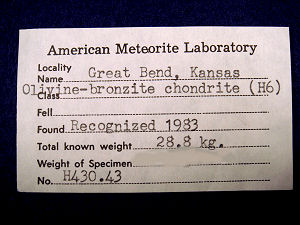 American Meteorite Laboratory
Locality
Name Great Bend, Kansas
Olivine-bronzite chondrite (H6)
Class
Fell
Found Recognized 1983
Total known weight 28.8 kg.
Weight of Specimen
No. H430.43